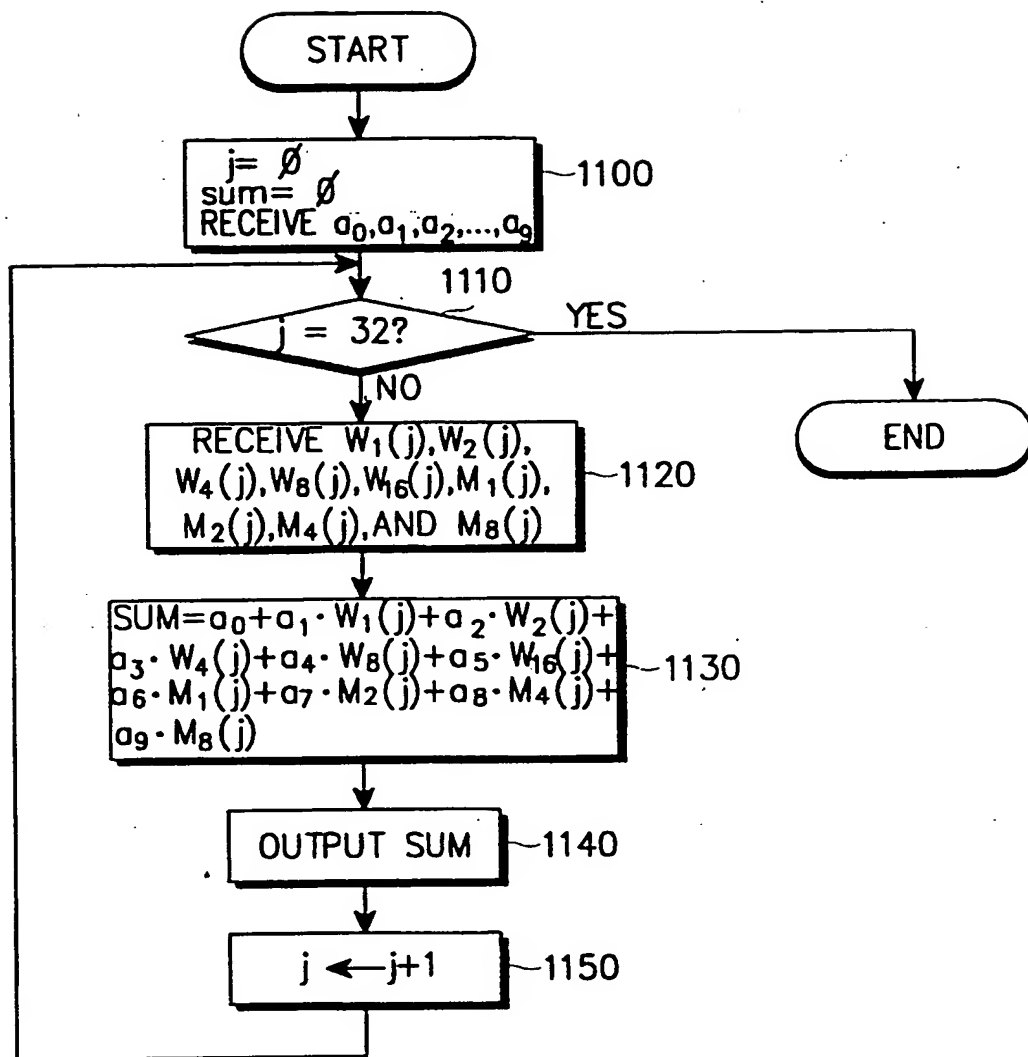 START
j= Ø
sum= Ø
RECEIVE a₀,a₁,a₂,...,a₉
1100
1110
j = 32?
YES
NO
END
RECEIVE W₁(j),W₂(j),
W₄(j),W₈(j),W₁₆(j),M₁(j),
M₂(j),M₄(j),AND M₈(j)
1120
SUM=a₀+a₁·W₁(j)+a₂·W₂(j)+
a₃·W₄(j)+a₄·W₈(j)+a₅·W₁₆(j)+
a₆·M₁(j)+a₇·M₂(j)+a₈·M₄(j)+
a₉·M₈(j)
1130
OUTPUT SUM
1140
j ← j+1
1150